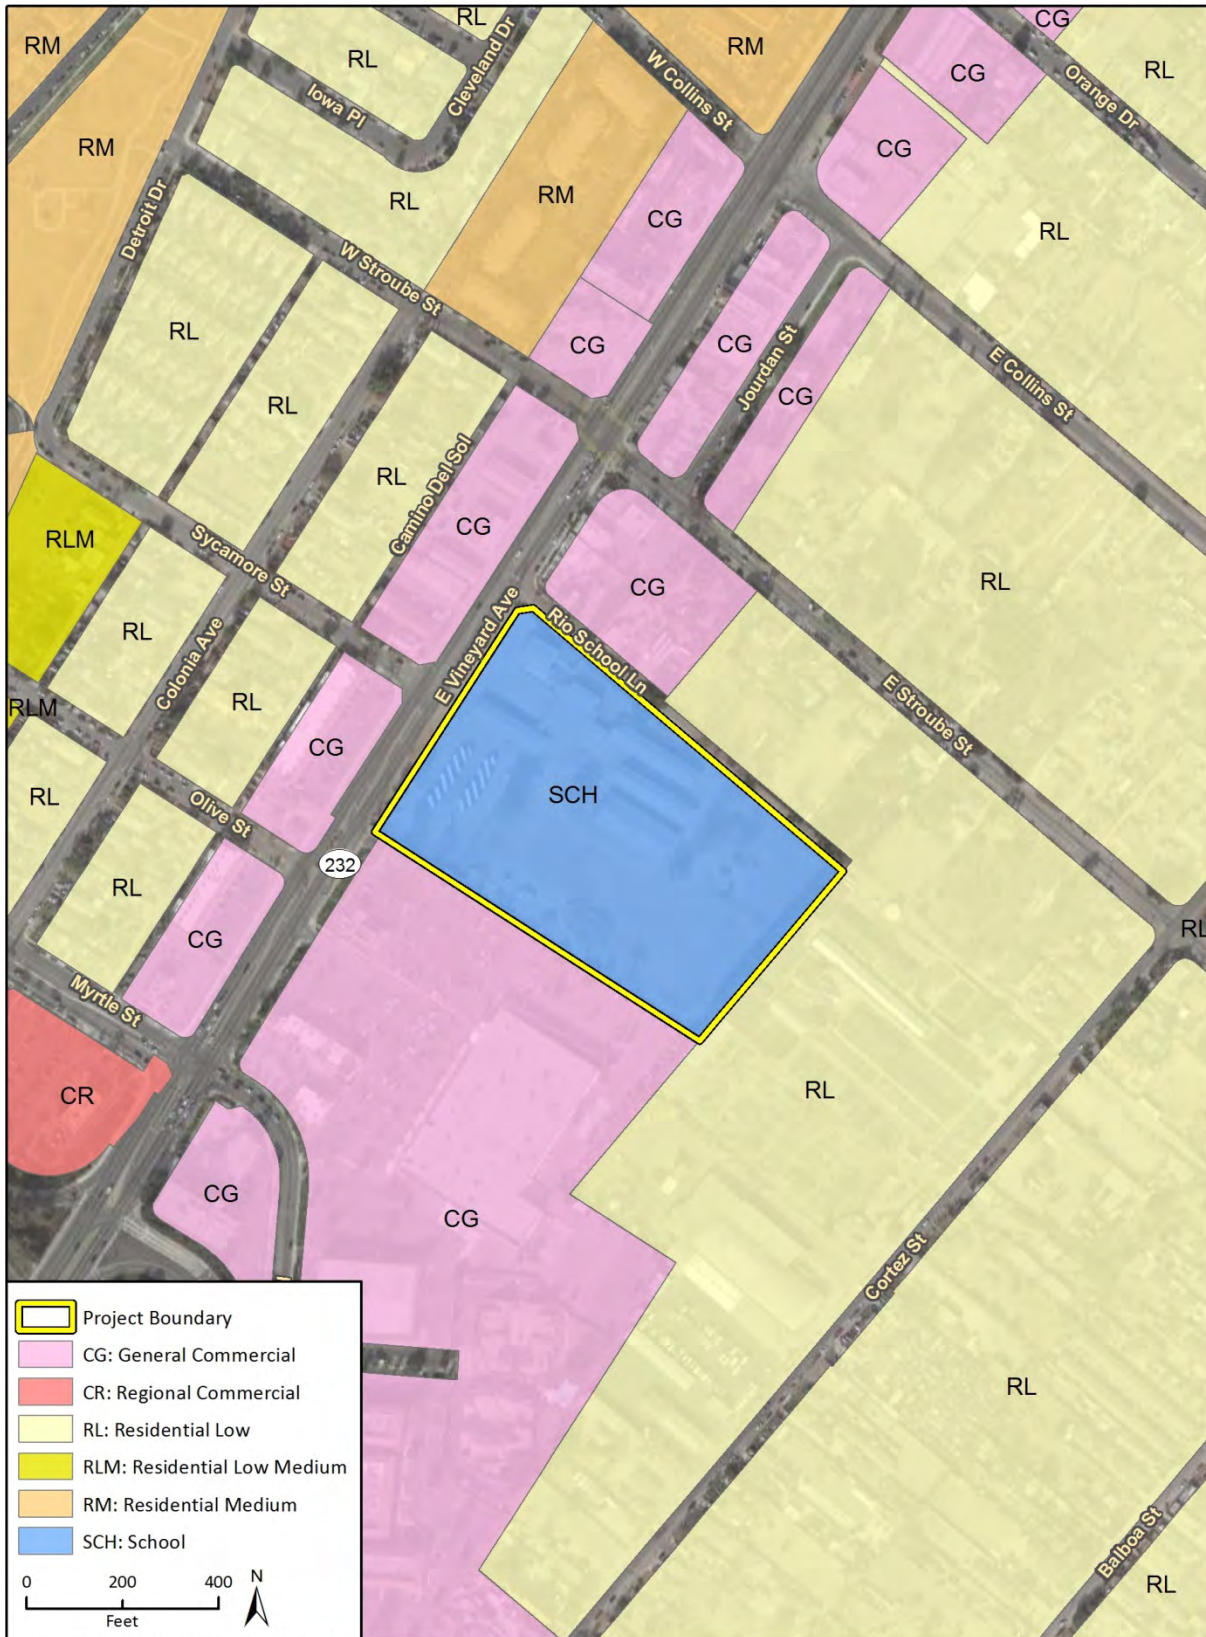 RL
CG
RM
RL
RM
W Collins St
CG
RL
Cleveland Dr
Orange Dr
Iowa Pl
RM
CG
RM
RL
CG
Detroit Dr
RL
W Stroube St
RL
RL
CG
CG
Jourdan St
E Collins St
CG
RL
RL
Camino Del Sol
CG
RLM
Sycamore St
RL
CG
RL
E Vineyard Ave
Rio School Ln
Colonia Ave
RL
E Stroube St
RLM
CG
RL
SCH
Olive St
232
RL
CG
RL
Myrtle St
CR
RL
CG
CG
Cortez St
RL
Balboa St
RL
Project Boundary
CG: General Commercial
CR: Regional Commercial
RL: Residential Low
RLM: Residential Low Medium
RM: Residential Medium
SCH: School
0 200 400
Feet
N